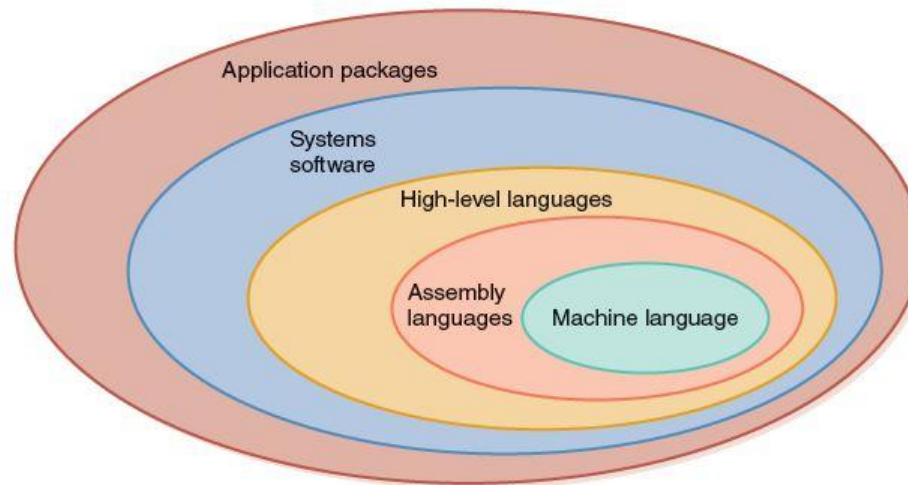 Application packages
Systems
software
High-level languages
Assembly
languages
Machine language